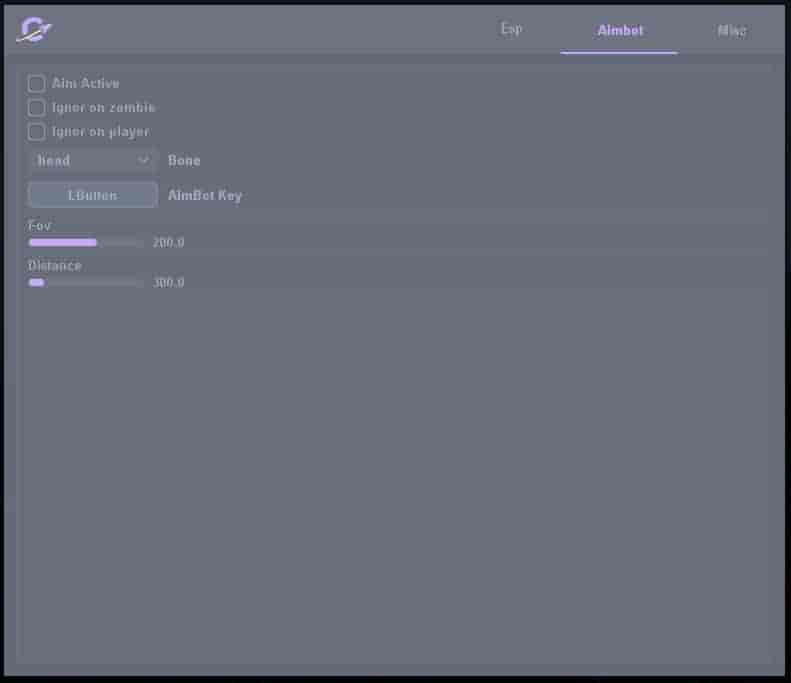 Esp Aimbot Misc
Aim Active
Ignor on zombie
Ignor on player
head Bone
LButton AimBot Key
Fov
200.0
Distance
300.0